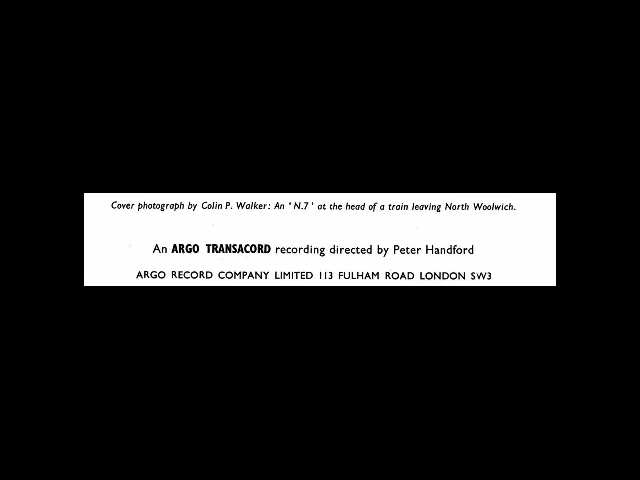 Cover photograph by Colin P. Walker: An 'N.7' at the head of a train leaving North Woolwich.
An ARGO TRANSACORD recording directed by Peter Handford
ARGO RECORD COMPANY LIMITED 113 FULHAM ROAD LONDON SW3